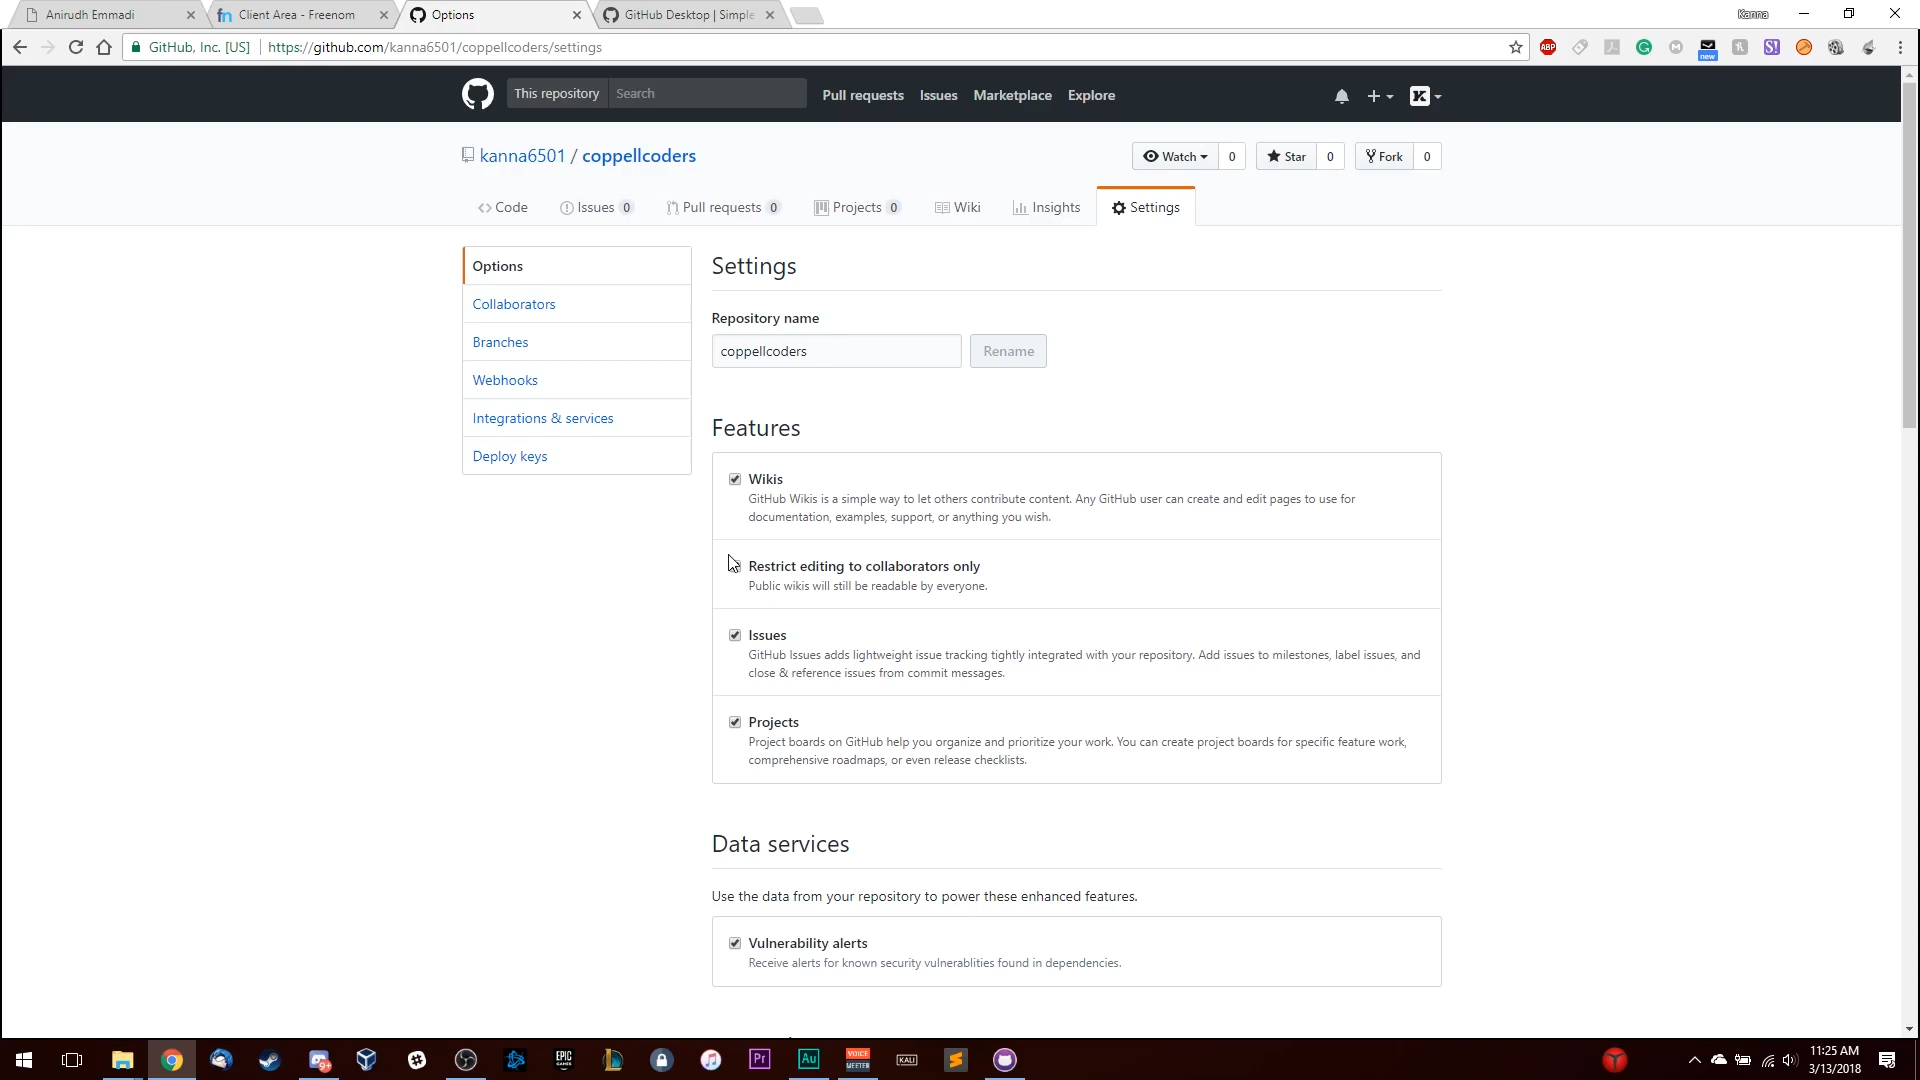 Anirudh Emmadi
Client Area - Freenom
Options
GitHub Desktop | Simple
Kanna
GitHub, Inc. [US]
https://github.com/kanna6501/coppellcoders/settings
ABP
new
This repository
Search
Pull requests
Issues
Marketplace
Explore
kanna6501 / coppellcoders
Watch
0
Star
0
Fork
0
Code
Issues 0
Pull requests 0
Projects 0
Wiki
Insights
Settings
Options
Collaborators
Branches
Webhooks
Integrations & services
Deploy keys
Settings
Repository name
coppellcoders
Rename
Features
Wikis
GitHub Wikis is a simple way to let others contribute content. Any GitHub user can create and edit pages to use for
documentation, examples, support, or anything you wish.
Restrict editing to collaborators only
Public wikis will still be readable by everyone.
Issues
GitHub Issues adds lightweight issue tracking tightly integrated with your repository. Add issues to milestones, label issues, and
close & reference issues from commit messages.
Projects
Project boards on GitHub help you organize and prioritize your work. You can create project boards for specific feature work,
comprehensive roadmaps, or even release checklists.
Data services
Use the data from your repository to power these enhanced features.
Vulnerability alerts
Receive alerts for known security vulnerablities found in dependencies.
EPIC
GAMES
Pr
Au
VOICE
MEETER
KALI
11:25 AM
3/13/2018